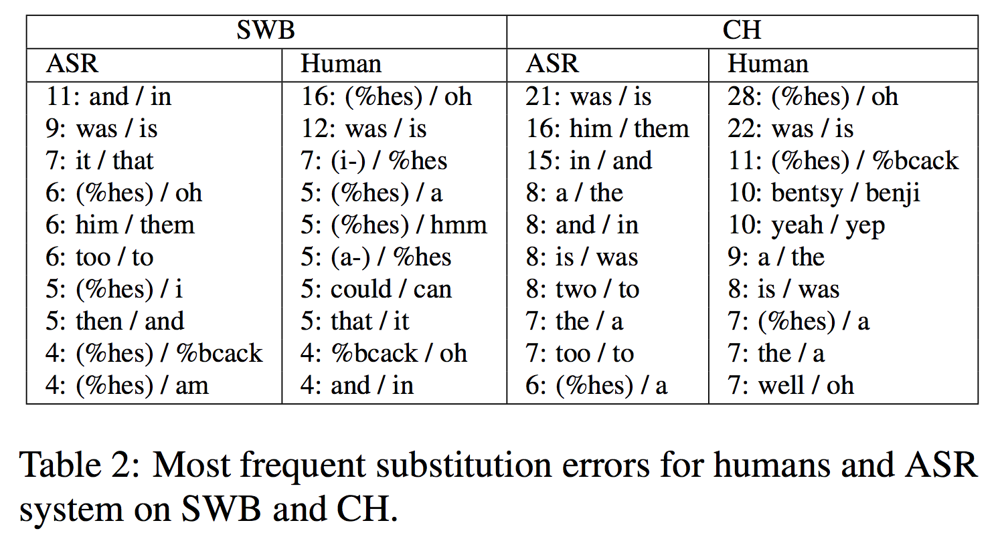 SWB CH
ASR Human ASR Human
11: and / in 16: (%hes) / oh 21: was / is 28: (%hes) / oh
9: was / is 12: was / is 16: him / them 22: was / is
7: it / that 7: (i-) / %hes 15: in / and 11: (%hes) / %bcack
6: (%hes) / oh 5: (%hes) / a 8: a / the 10: bentsy / benji
6: him / them 5: (%hes) / hmm 8: and / in 10: yeah / yep
6: too / to 5: (a-) / %hes 8: is / was 9: a / the
5: (%hes) / i 5: could / can 8: two / to 8: is / was
5: then / and 5: that / it 7: the / a 7: (%hes) / a
4: (%hes) / %bcack 4: %bcack / oh 7: too / to 7: the / a
4: (%hes) / am 4: and / in 6: (%hes) / a 7: well / oh
Table 2: Most frequent substitution errors for humans and ASR
system on SWB and CH.